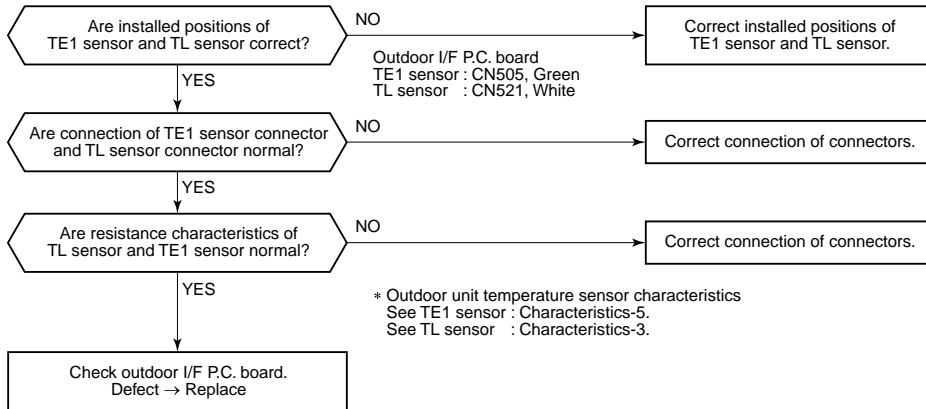 Are installed positions of
TE1 sensor and TL sensor correct?
NO
Correct installed positions of
TE1 sensor and TL sensor.
Outdoor I/F P.C. board
TE1 sensor : CN505, Green
TL sensor : CN521, White
YES
Are connection of TE1 sensor connector
and TL sensor connector normal?
NO
Correct connection of connectors.
YES
Are resistance characteristics of
TL sensor and TE1 sensor normal?
NO
Correct connection of connectors.
YES
* Outdoor unit temperature sensor characteristics
See TE1 sensor : Characteristics-5.
See TL sensor : Characteristics-3.
Check outdoor I/F P.C. board.
Defect → Replace